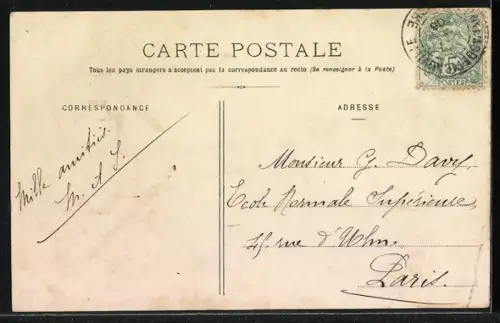 CARTE POSTALE
Tous les pays étrangers n'acceptent pas la correspondance au recto (Se renseigner à la Poste)
CORRESPONDANCE
Mille amitiés.
M. A. S.
ADRESSE
Monsieur G. Davy,
Ecole Normale Supérieure,
45 rue d'Ulm.
Paris.
5